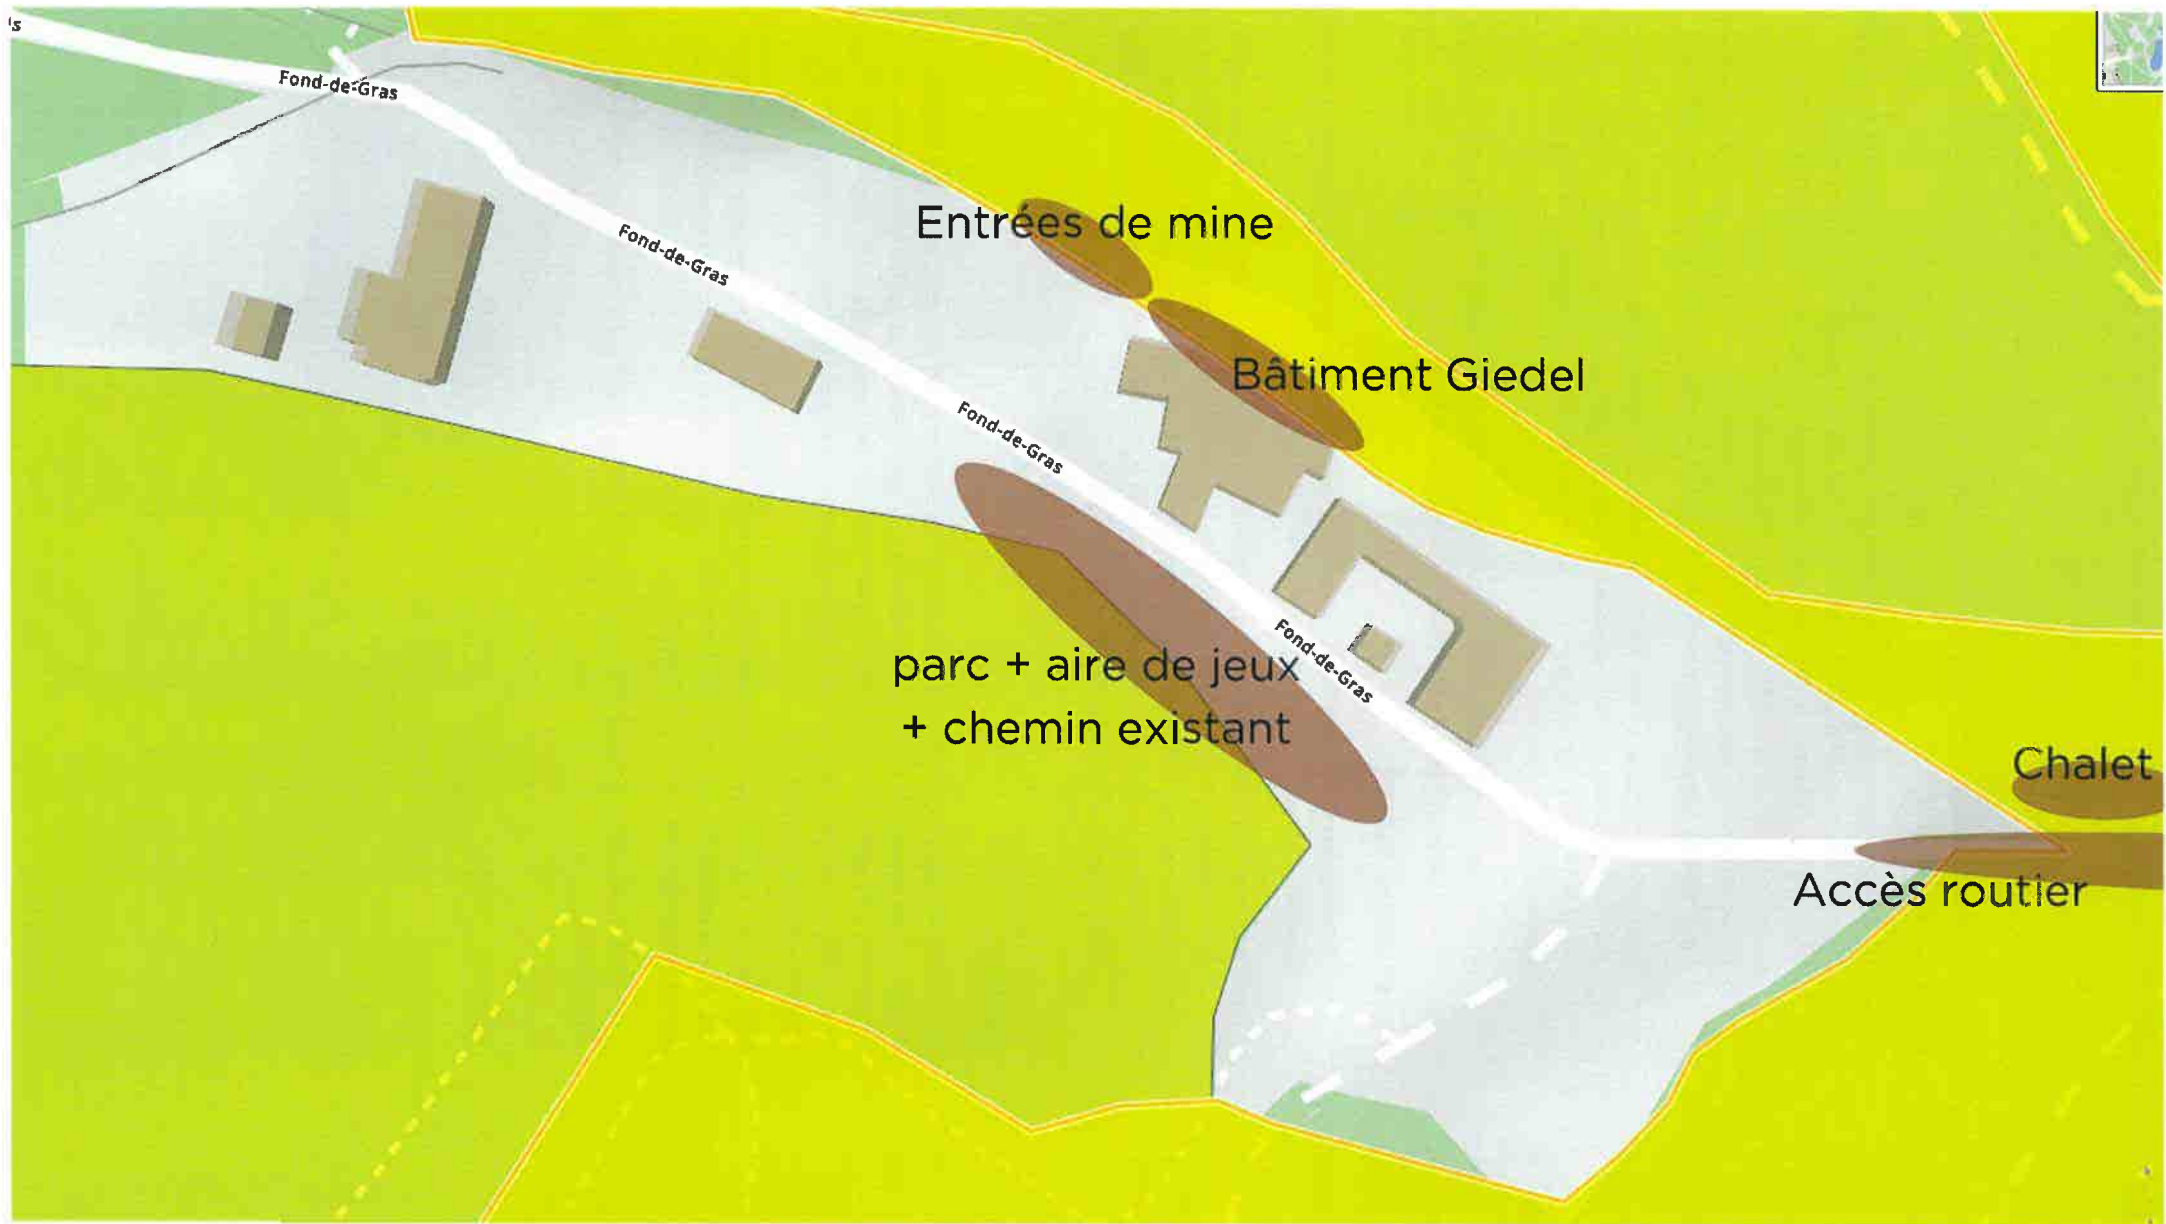 Fond-de-Gras
Fond-de-Gras
Entrées de mine
Bâtiment Giedel
Fond-de-Gras
Fond-de-Gras
parc + aire de jeux
+ chemin existant
Chalet
Accès routier